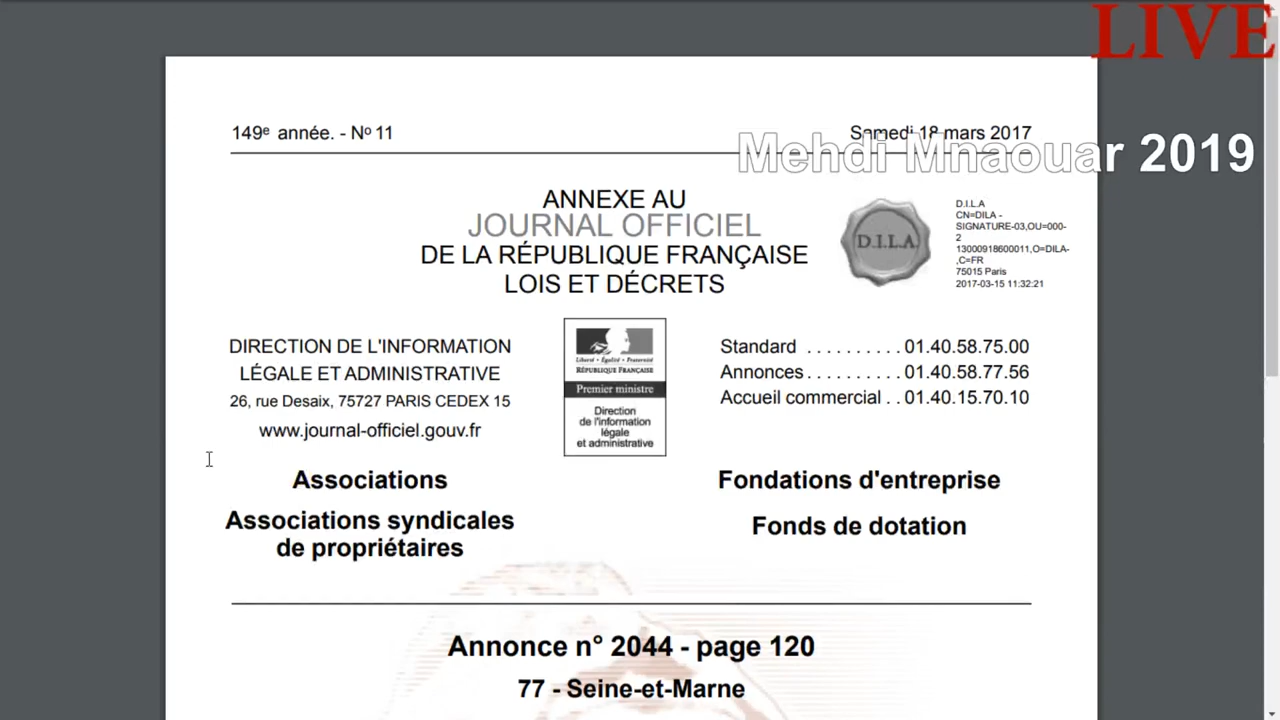 LIVE
149e année. - No 11
Samedi 18 mars 2017
Mehdi Mnaouar 2019
ANNEXE AU
JOURNAL OFFICIEL
DE LA RÉPUBLIQUE FRANÇAISE
LOIS ET DÉCRETS
D.I.L.A
D.I.L.A
CN=DILA -
SIGNATURE-03,OU=000-
2
13000918600011,O=DILA-
,C=FR
75015 Paris
2017-03-15 11:32:21
DIRECTION DE L'INFORMATION
LÉGALE ET ADMINISTRATIVE
26, rue Desaix, 75727 PARIS CEDEX 15
www.journal-officiel.gouv.fr
Liberté • Égalité • Fraternité
RÉPUBLIQUE FRANÇAISE
Premier ministre
Direction
de l'information
légale
et administrative
Standard . . . . . . . . . . 01.40.58.75.00
Annonces . . . . . . . . . 01.40.58.77.56
Accueil commercial . . 01.40.15.70.10
Associations
Associations syndicales
de propriétaires
Fondations d'entreprise
Fonds de dotation
Annonce n° 2044 - page 120
77 - Seine-et-Marne